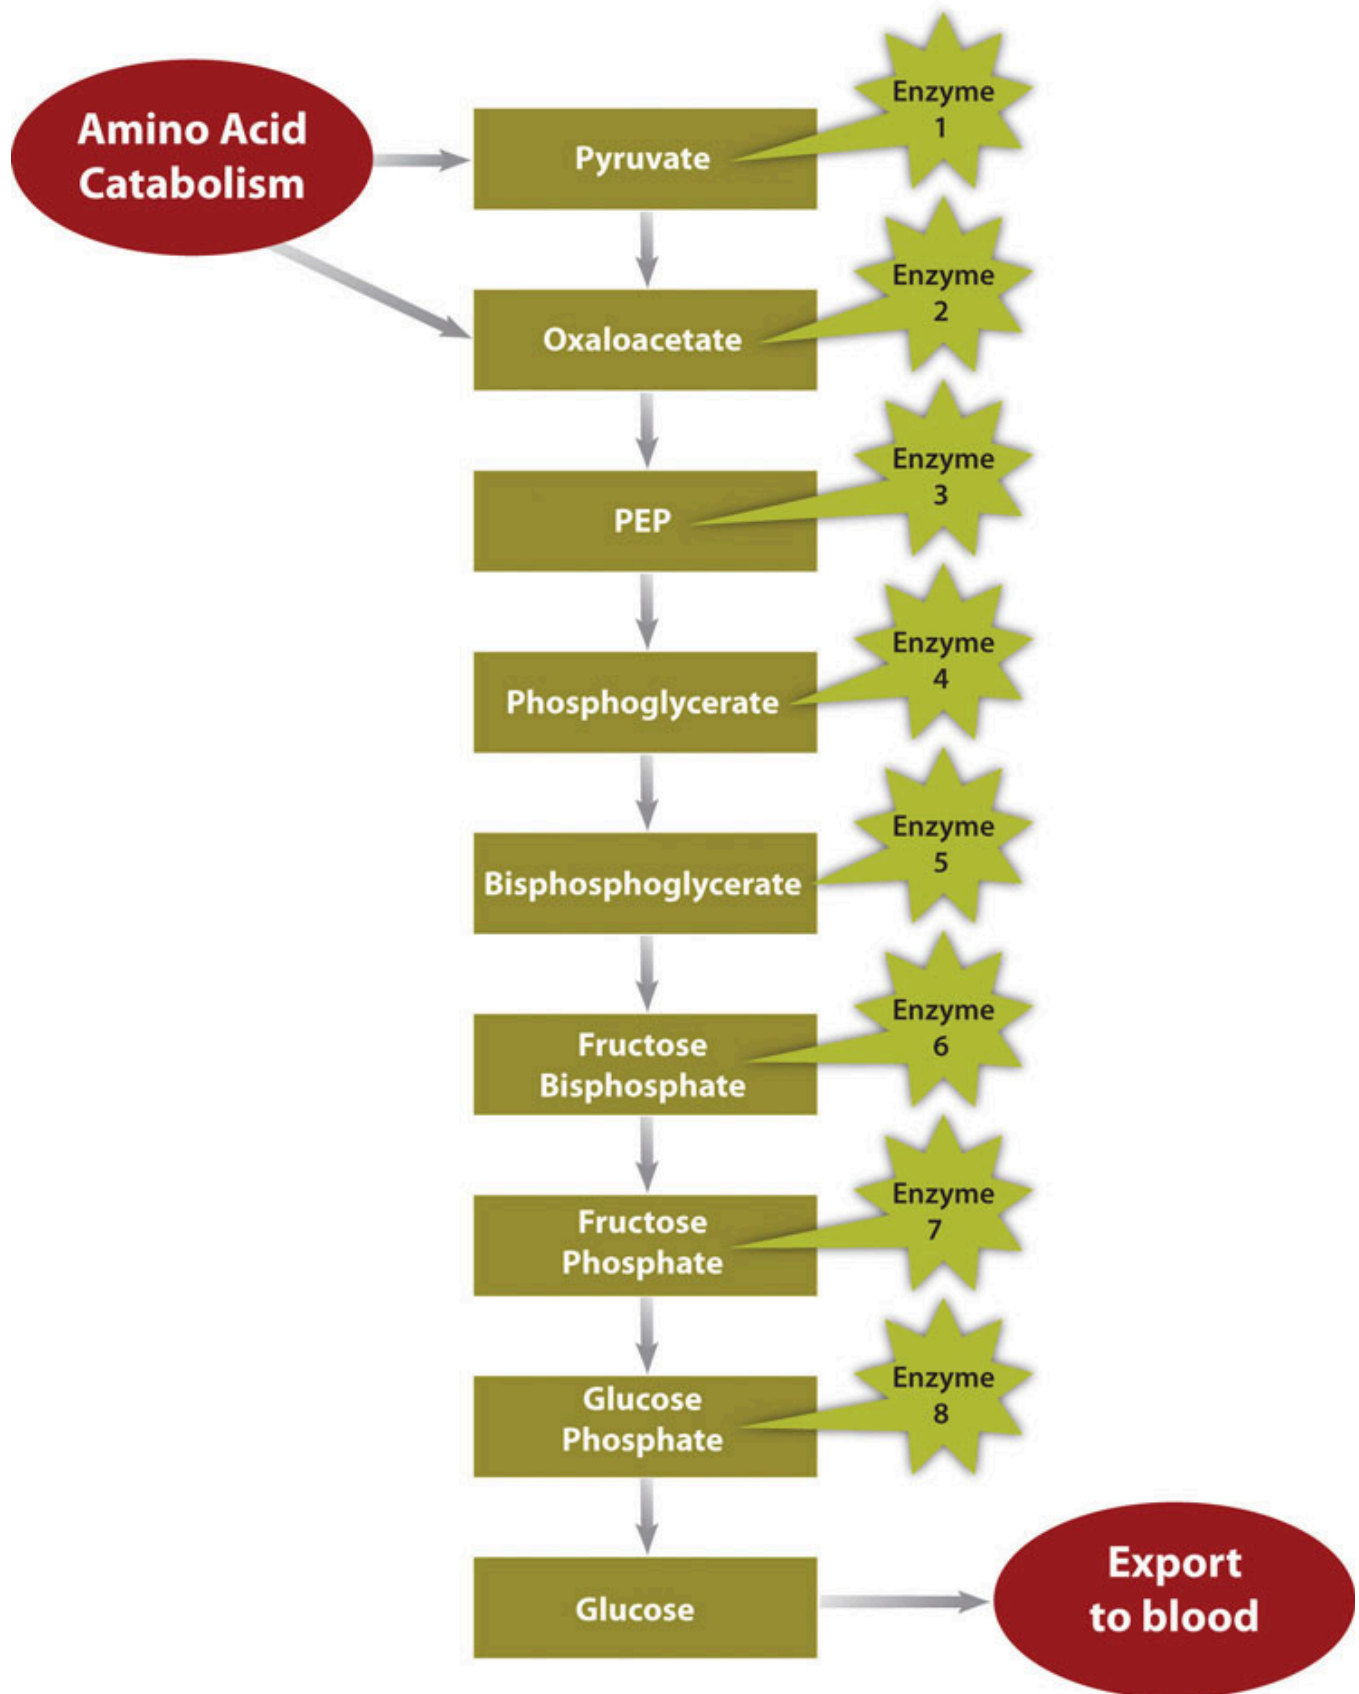 Amino Acid
Catabolism
Pyruvate
Enzyme
1
Oxaloacetate
Enzyme
2
PEP
Enzyme
3
Phosphoglycerate
Enzyme
4
Bisphosphoglycerate
Enzyme
5
Fructose
Bisphosphate
Enzyme
6
Fructose
Phosphate
Enzyme
7
Glucose
Phosphate
Enzyme
8
Glucose
Export
to blood